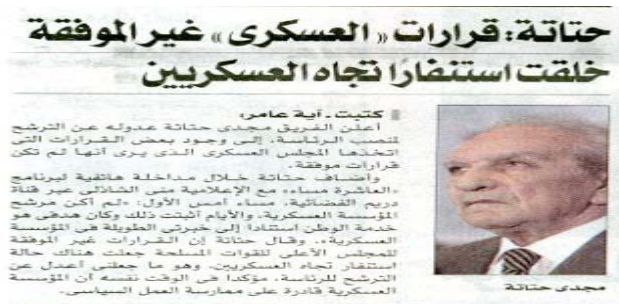 حتاتة: قرارات «العسكرى» غير الموفقة
خلقت استنفارًا تجاه العسكريين
كتبت ـ آية عامر:
أعلن الفريق مجدى حتاتة عدوله عن الترشح
لمنصب الرئاسة، إلى وجود بعض القرارات التى
اتخذها المجلس العسكرى الذى يرى أنها لم تكن
قرارات موفقة.
وأضاف حتاتة خلال مداخلة هاتفية لبرنامج
«العاشرة مساء» مع الإعلامية منى الشاذلى عبر قناة
دريم الفضائية، مساء أمس الأول: «لم أكن مرشح
المؤسسة العسكرية، والأيام أثبتت ذلك وكان هدفى هو
خدمة الوطن استنادا إلى خبرتى الطويلة فى المؤسسة
العسكرية»، وقال حتاتة إن القرارات غير الموفقة
للمجلس الأعلى للقوات المسلحة جعلت هناك حالة
استنفار تجاه العسكريين، وهو ما جعلنى أعدل عن
الترشح للرئاسة، مؤكدا فى الوقت نفسه أن المؤسسة
العسكرية قادرة على ممارسة العمل السياسى.
مجدى حتاتة